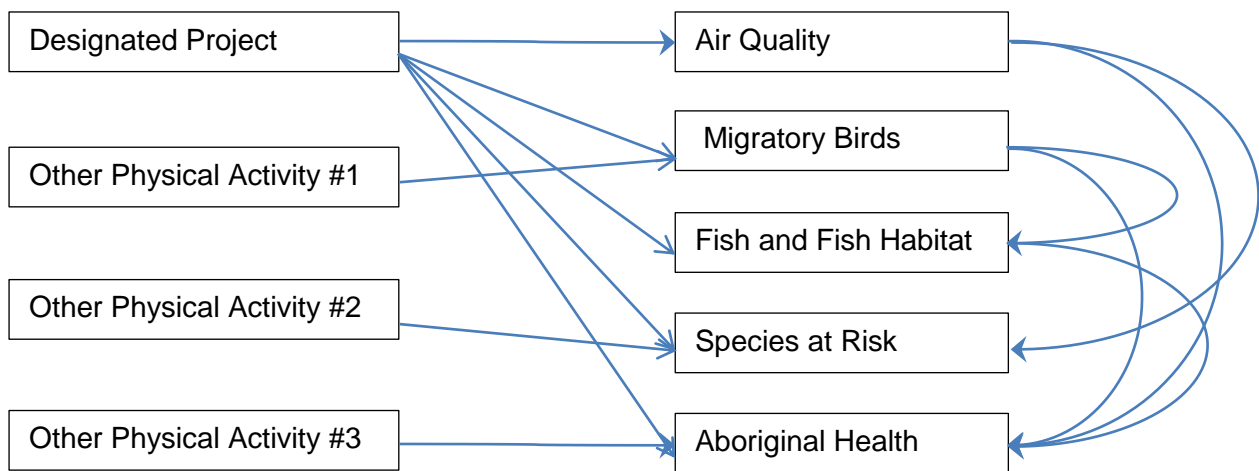 Designated Project
Air Quality
Migratory Birds
Other Physical Activity #1
Fish and Fish Habitat
Other Physical Activity #2
Species at Risk
Other Physical Activity #3
Aboriginal Health